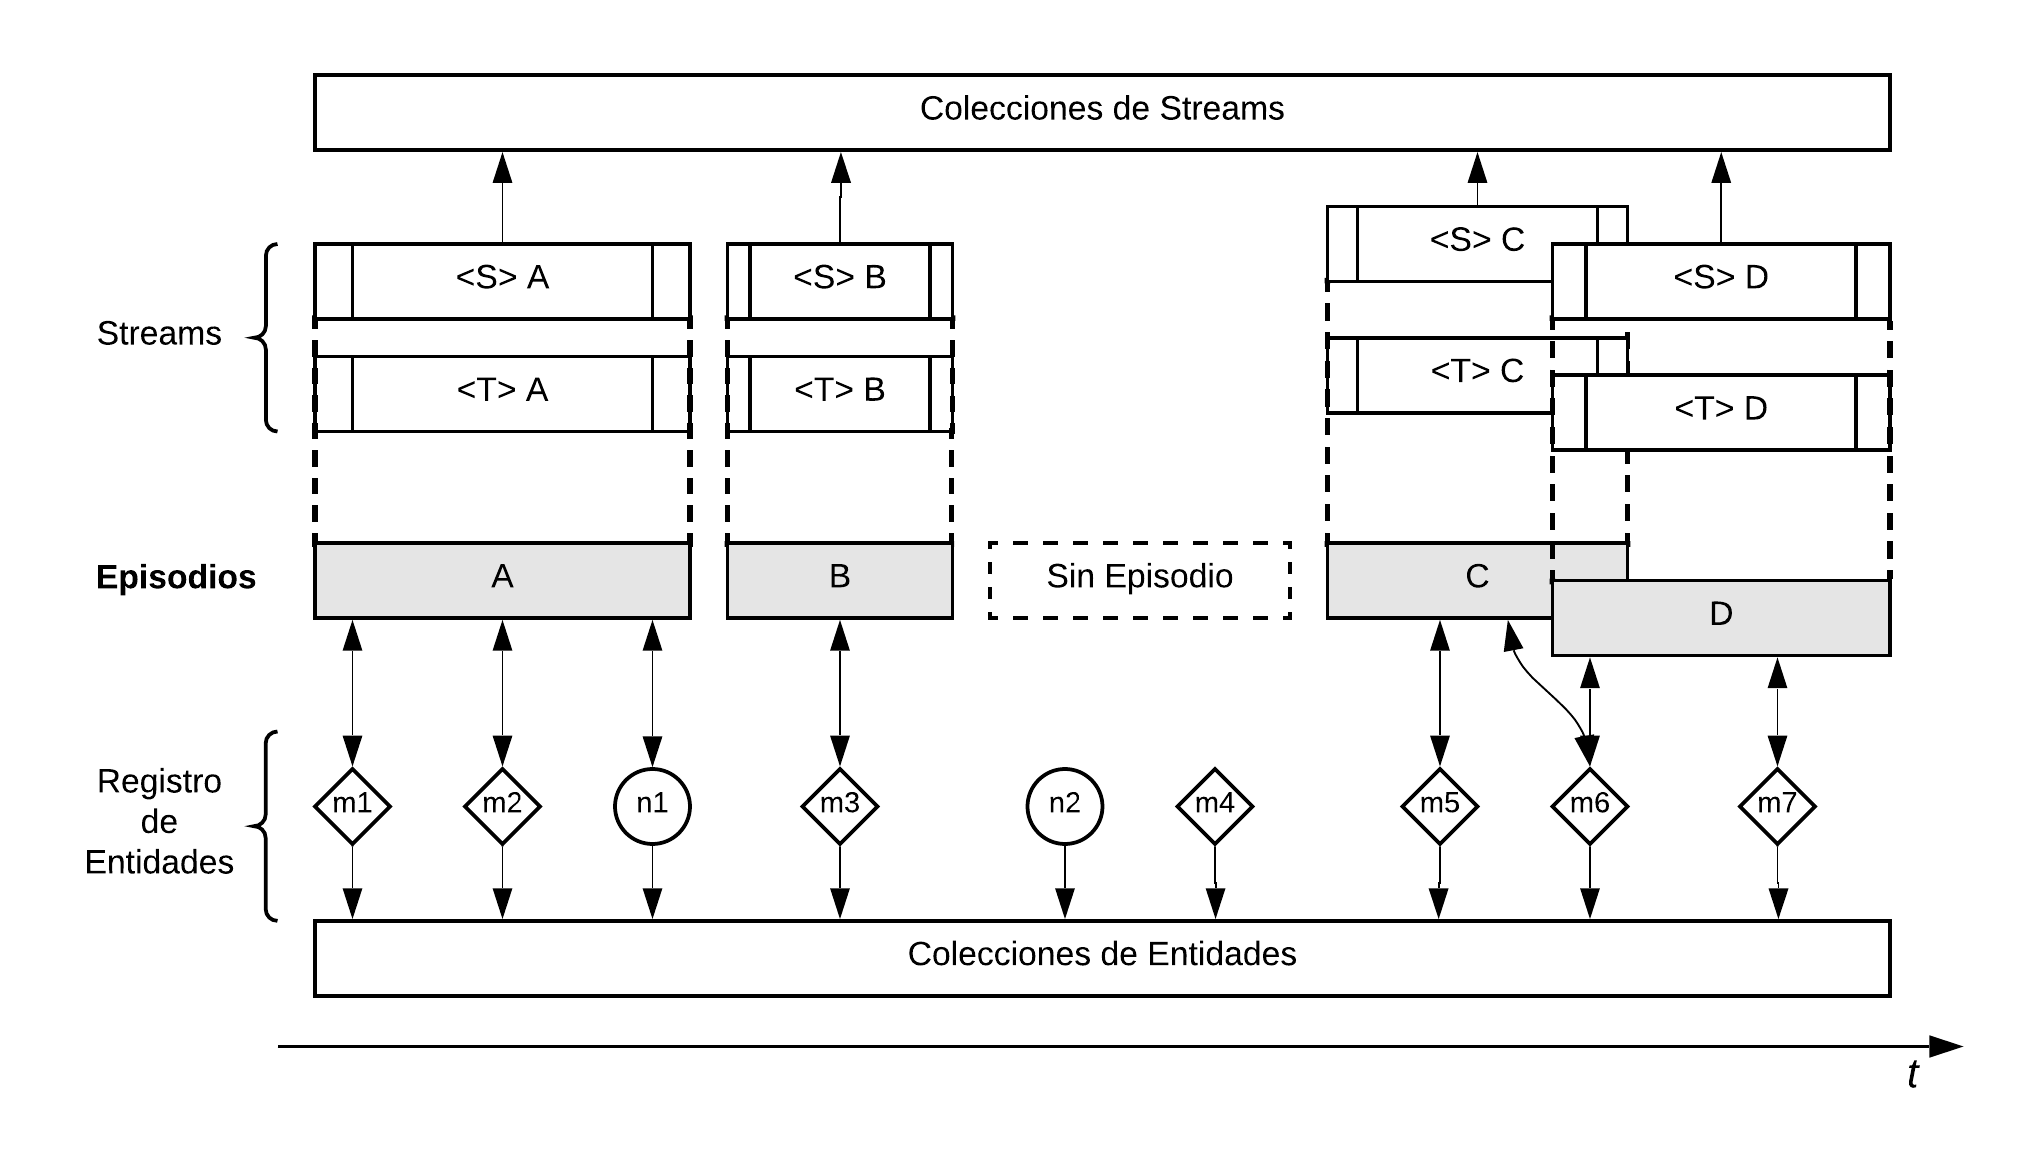 Colecciones de Streams
<S> A
<S> B
<S> C
<S> D
Streams
<T> A
<T> B
<T> C
<T> D
Episodios
A
B
Sin Episodio
C
D
Registro
de
Entidades
m1
m2
n1
m3
n2
m4
m5
m6
m7
Colecciones de Entidades
t